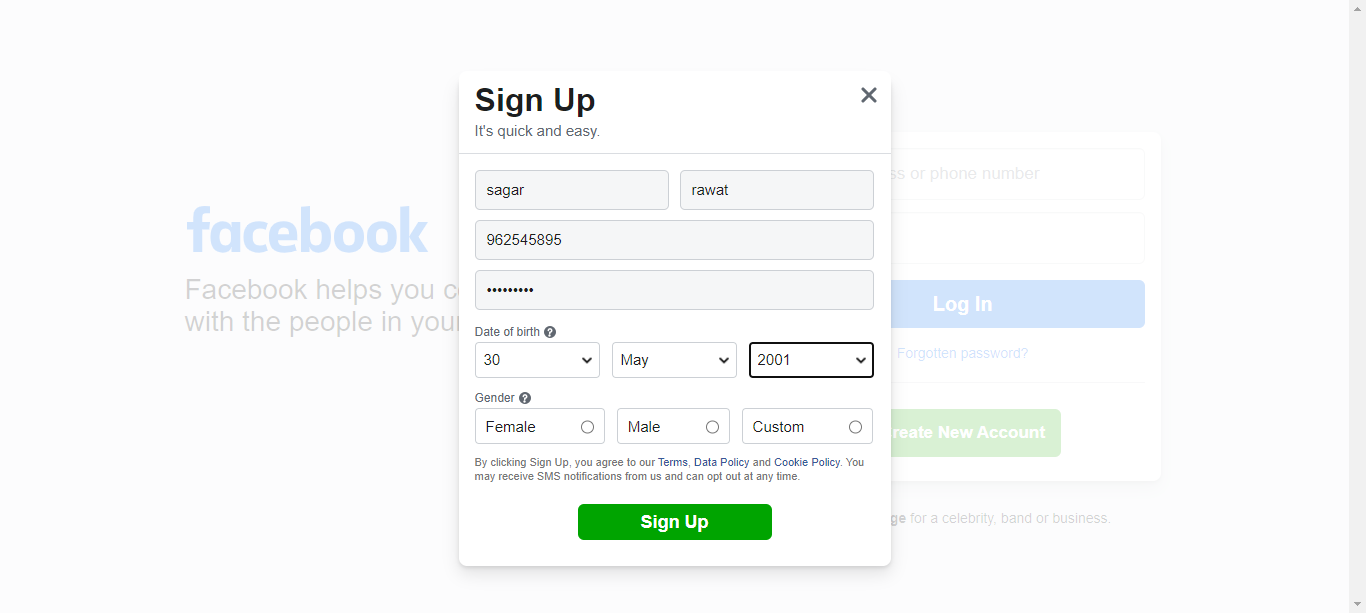 Sign Up
It's quick and easy.
sagar rawat
962545895
•••••••••
Date of birth ?
30 May 2001
Gender ?
Female Male Custom
By clicking Sign Up, you agree to our Terms, Data Policy and Cookie Policy. You
may receive SMS notifications from us and can opt out at any time.
Sign Up
facebook
Facebook helps you c
with the people in your
ss or phone number
Log In
Forgotten password?
reate New Account
ge for a celebrity, band or business.